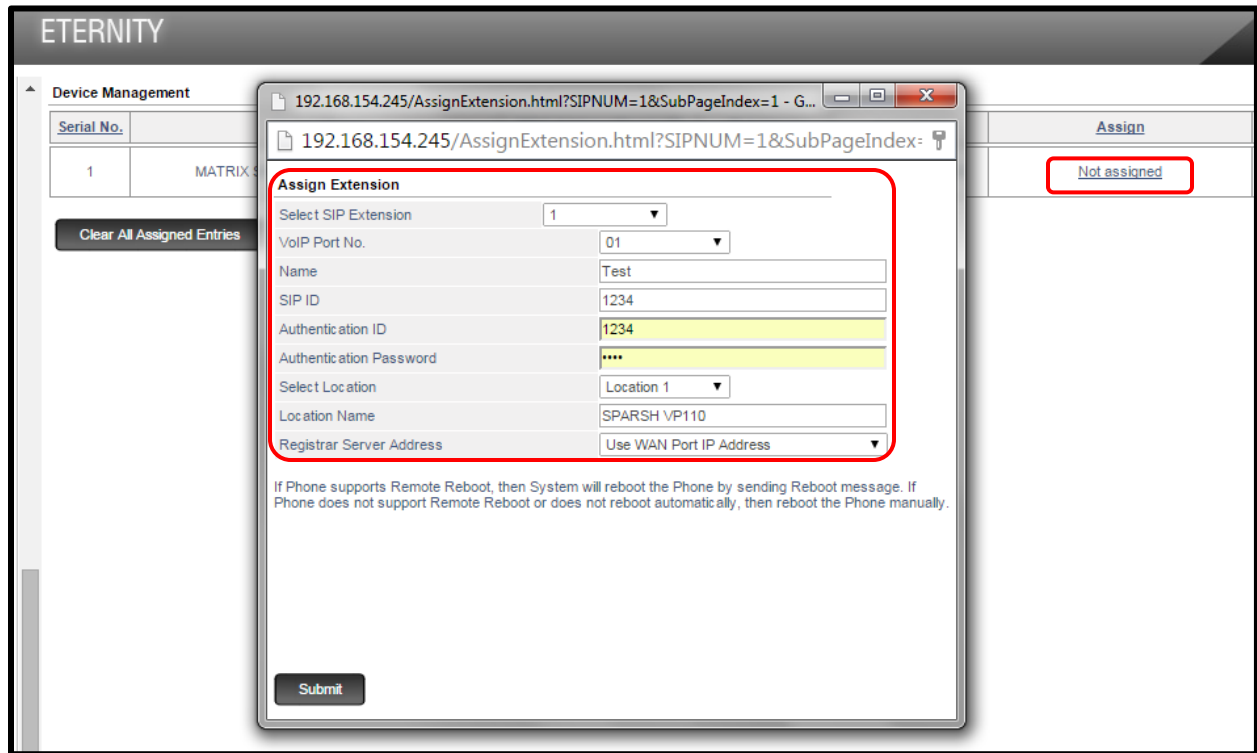 ETERNITY
Device Management
Serial No.
Assign
1
MATRIX S
Not assigned
Clear All Assigned Entries
192.168.154.245/AssignExtension.html?SIPNUM=1&SubPageIndex=1 - G...
192.168.154.245/AssignExtension.html?SIPNUM=1&SubPageIndex=
Assign Extension
Select SIP Extension 1
VoIP Port No. 01
Name Test
SIP ID 1234
Authentication ID 1234
Authentication Password ••••
Select Location Location 1
Location Name SPARSH VP110
Registrar Server Address Use WAN Port IP Address
If Phone supports Remote Reboot, then System will reboot the Phone by sending Reboot message. If
Phone does not support Remote Reboot or does not reboot automatically, then reboot the Phone manually.
Submit